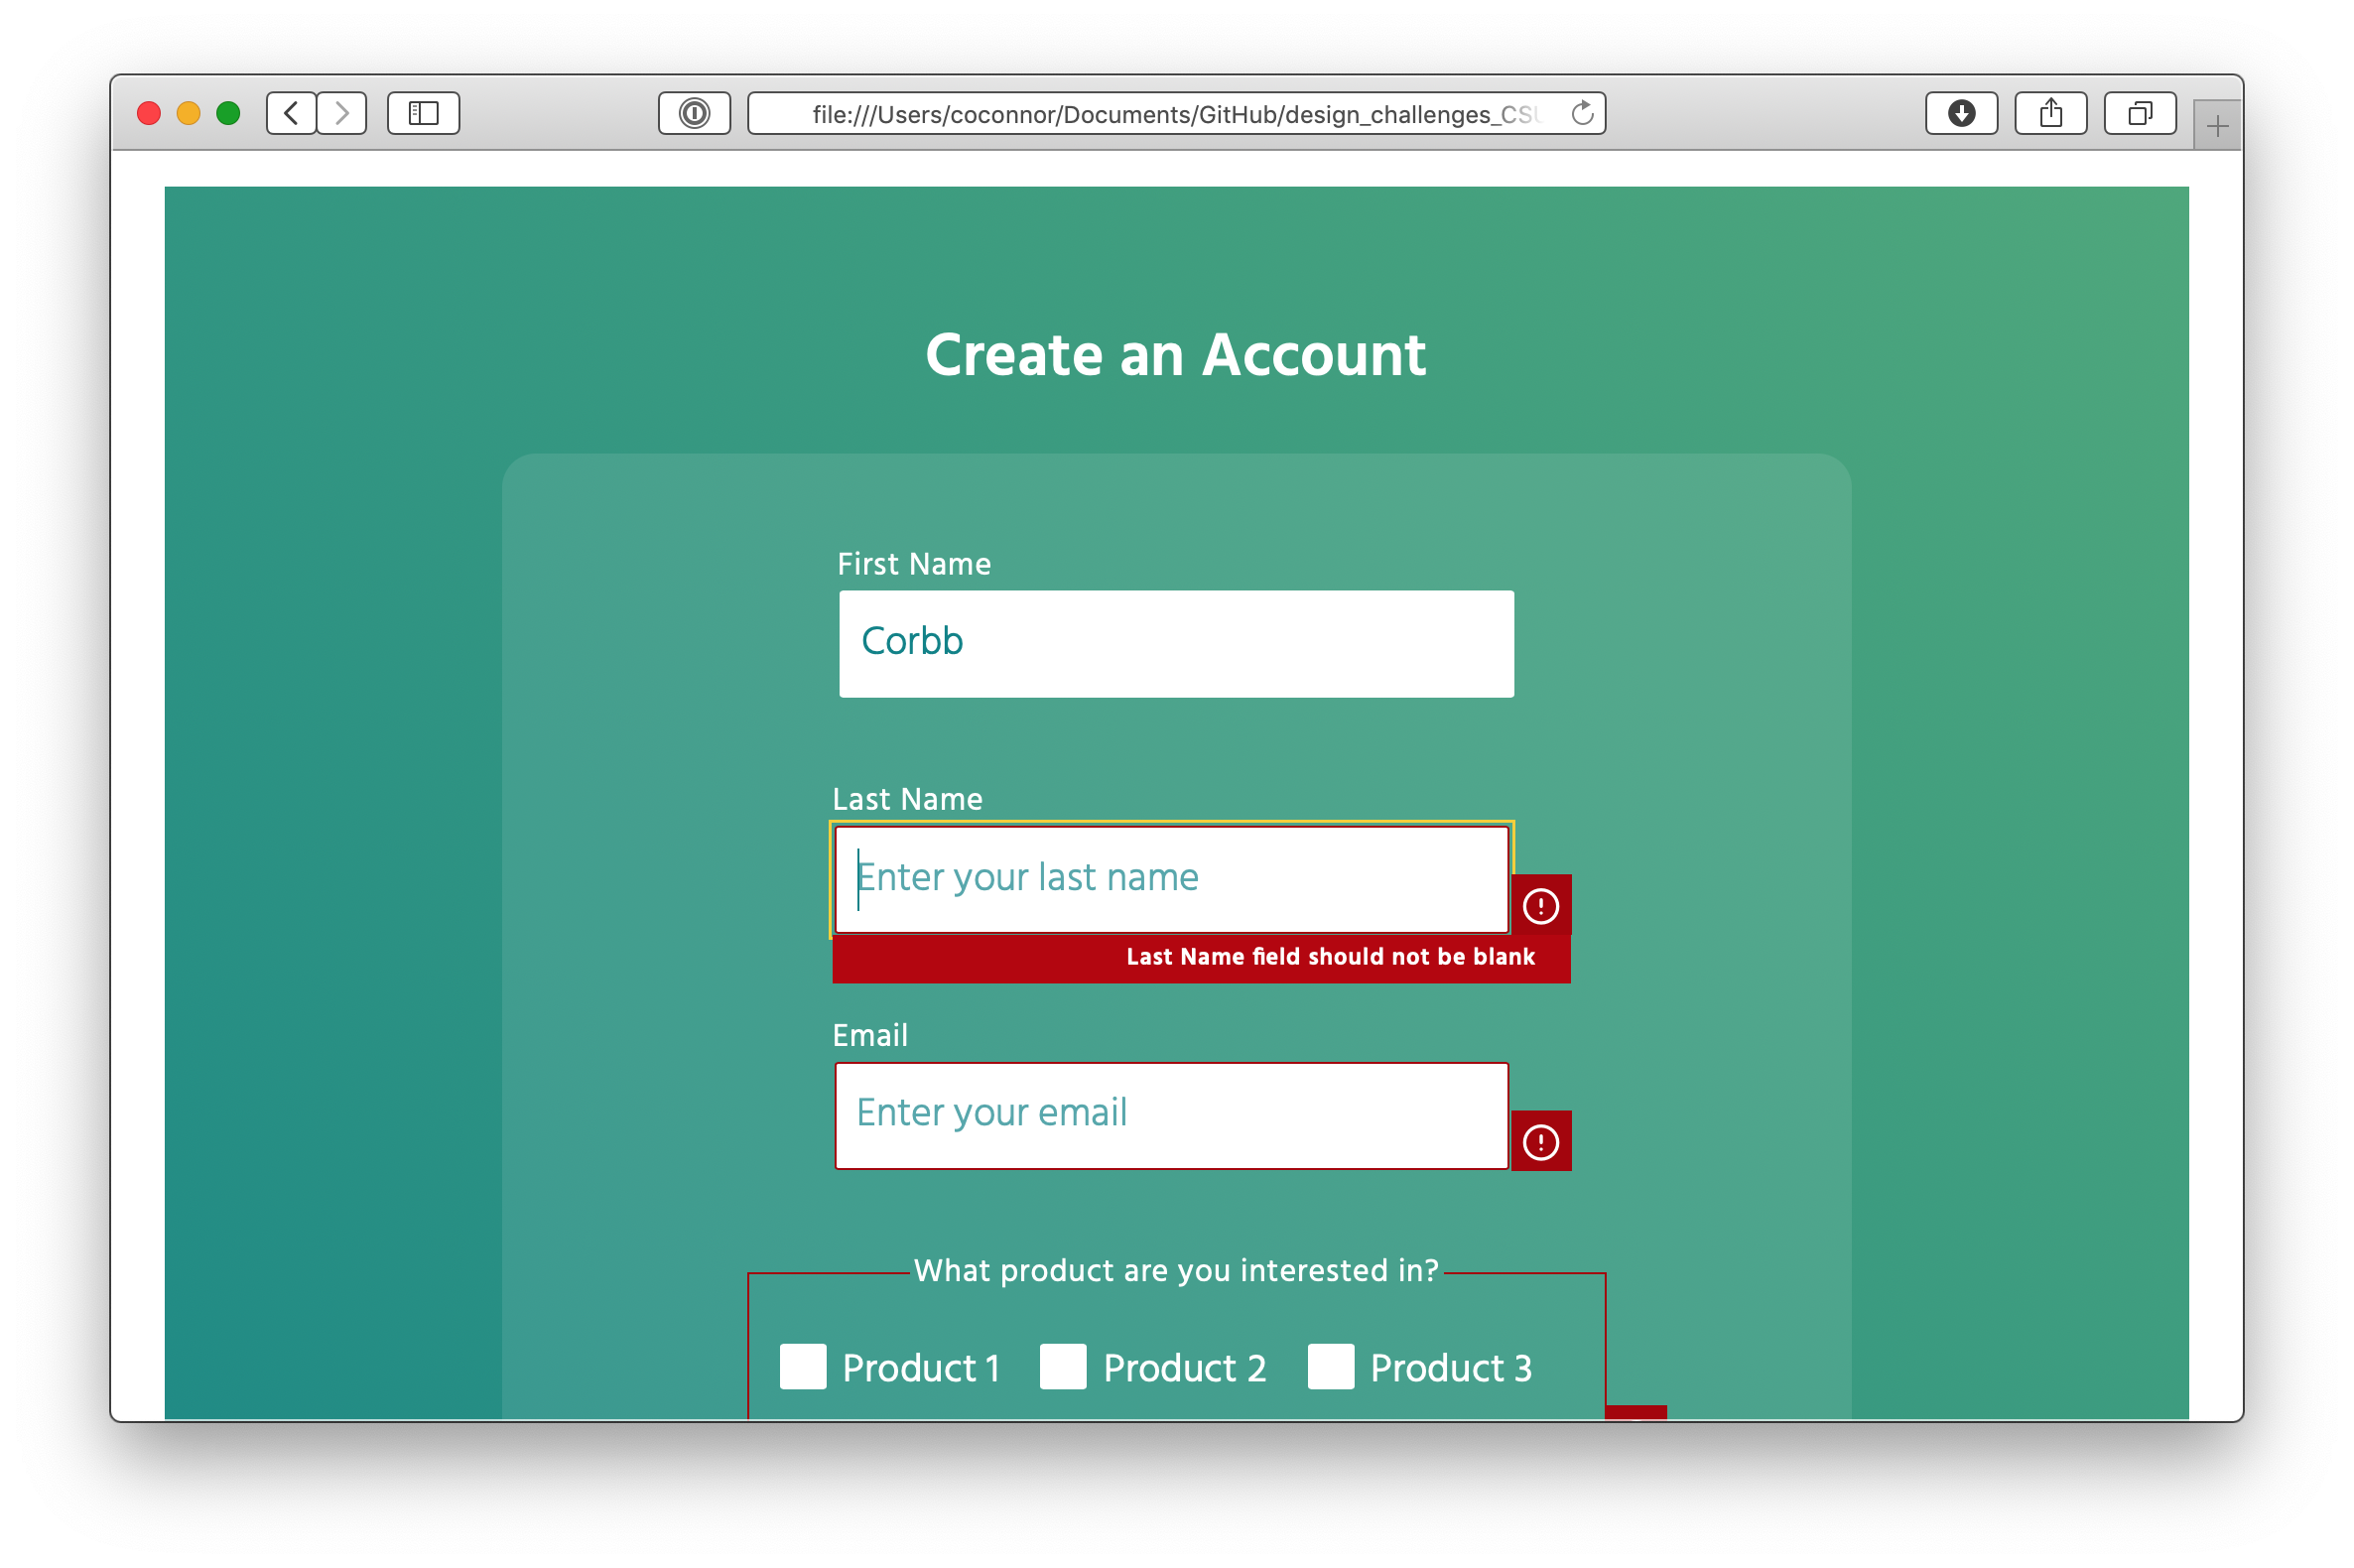 file:///Users/coconnor/Documents/GitHub/design_challenges_CSU
Create an Account
First Name
Corbb
Last Name
Enter your last name
Last Name field should not be blank
Email
Enter your email
What product are you interested in?
Product 1 Product 2 Product 3